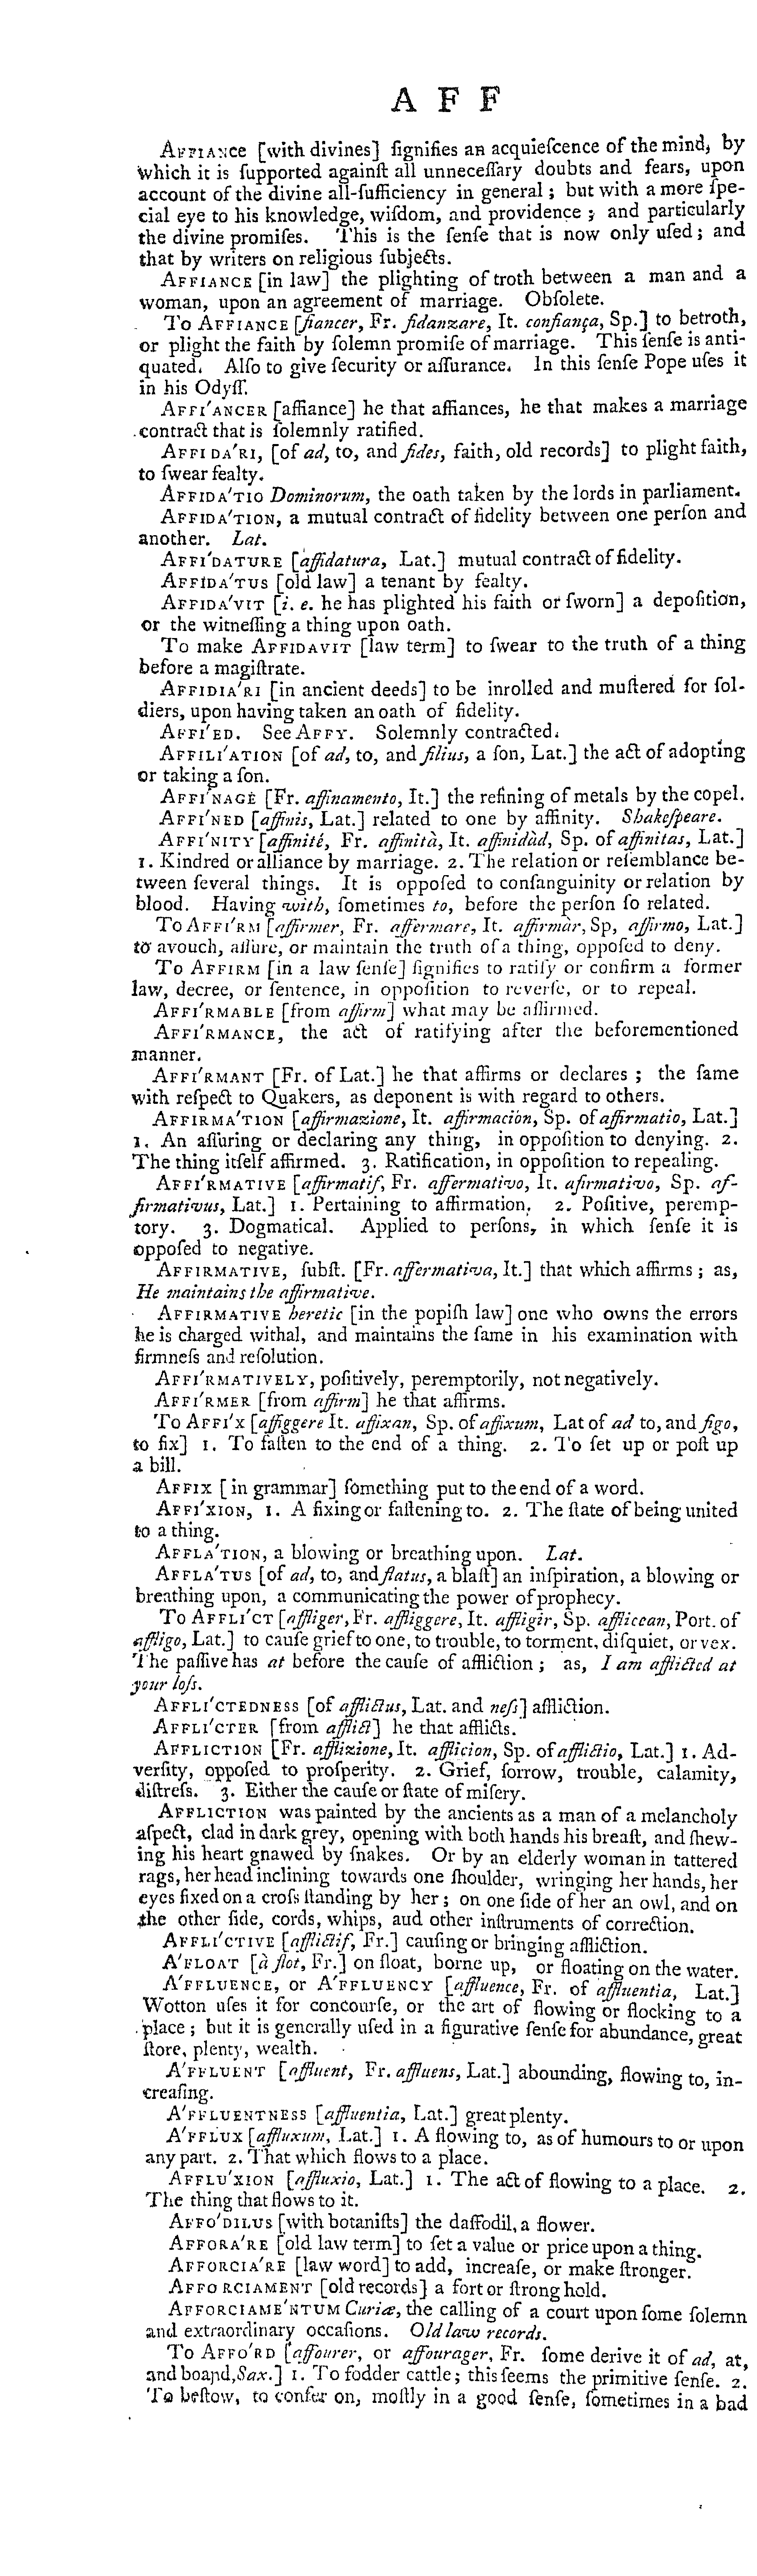 A F F
AFFIANCE [with divines] ſignifies an acquieſcence of the mind, by
which it is ſupported againſt all unneceſſary doubts and fears, upon
account of the divine all-ſufficiency in general; but with a more ſpe-
cial eye to his knowledge, wiſdom, and providence; and particularly
the divine promiſes. This is the ſenſe that is now only uſed; and
that by writers on religious ſubjects.
AFFIANCE [in law] the plighting of troth between a man and a
woman, upon an agreement of marriage. Obſolete.
To AFFIANCE [fiancer, Fr. fidanzare, It. confiança, Sp.] to betroth,
or plight the faith by ſolemn promiſe of marriage. This ſenſe is anti-
quated. Alſo to give ſecurity or aſſurance. In this ſenſe Pope uſes it
in his Odyſſ.
AFFI'ANCER [affiance] he that affiances, he that makes a marriage
contract that is ſolemnly ratified.
AFFIDA'RI, [of ad, to, and fides, faith, old records] to plight faith,
to ſwear fealty.
AFFIDA'TIO Dominorum, the oath taken by the lords in parliament.
AFFIDA'TION, a mutual contract of fidelity between one perſon and
another. Lat.
AFFI'DATURE [affidatura, Lat.] mutual contract of fidelity.
AFFIDA'TUS [old law] a tenant by fealty.
AFFIDA'VIT [i. e. he has plighted his faith or ſworn] a depoſition,
or the witneſſing a thing upon oath.
To make AFFIDAVIT [law term] to ſwear to the truth of a thing
before a magiſtrate.
AFFIDIA'RI [in ancient deeds] to be inrolled and muſtered for ſol-
diers, upon having taken an oath of fidelity.
AFFI'ED. See AFFY. Solemnly contracted.
AFFILI'ATION [of ad, to, and filius, a ſon, Lat.] the act of adopting
or taking a ſon.
AFFI'NAGE [Fr. affinamento, It.] the refining of metals by the copel.
AFFI'NED [affinis, Lat.] related to one by affinity. Shakeſpeare.
AFFI'NITY [affinité, Fr. affinità, It. affinidàd, Sp. of affinitas, Lat.]
1. Kindred or alliance by marriage. 2. The relation or reſemblance be-
tween ſeveral things. It is oppoſed to conſanguinity or relation by
blood. Having with, ſometimes to, before the perſon ſo related.
To AFFI'RM [affirmer, Fr. affermare, It. affirmàr, Sp, affirmo, Lat.]
to avouch, aſſure, or maintain the truth of a thing, oppoſed to deny.
To AFFIRM [in a law ſenſe] ſignifies to ratify or confirm a former
law, decree, or ſentence, in oppoſition to reverſe, or to repeal.
AFFI'RMABLE [from affirm] what may be affirmed.
AFFI'RMANCE, the act of ratifying after the beforementioned
manner.
AFFI'RMANT [Fr. of Lat.] he that affirms or declares; the ſame
with reſpect to Quakers, as deponent is with regard to others.
AFFIRMA'TION [affirmazione, It. affirmaciòn, Sp. of affirmatio, Lat.]
1. An aſſuring or declaring any thing, in oppoſition to denying. 2.
The thing itſelf affirmed. 3. Ratification, in oppoſition to repealing.
AFFI'RMATIVE [affirmatif, Fr. affermativo, It. afirmativo, Sp. af-
firmativus, Lat.] 1. Pertaining to affirmation. 2. Poſitive, peremp-
tory. 3. Dogmatical. Applied to perſons, in which ſenſe it is
oppoſed to negative.
AFFIRMATIVE, ſubſt. [Fr. affermativa, It.] that which affirms; as,
He maintains the affirmative.
AFFIRMATIVE heretic [in the popiſh law] one who owns the errors
he is charged withal, and maintains the ſame in his examination with
firmneſs and reſolution.
AFFI'RMATIVELY, poſitively, peremptorily, not negatively.
AFFI'RMER [from affirm] he that affirms.
To AFFI'X [affiggere It. affixan, Sp. of affixum, Lat of ad to, and figo,
to fix] 1. To faſten to the end of a thing. 2. To ſet up or poſt up
a bill.
AFFIX [in grammar] ſomething put to the end of a word.
AFFI'XION, 1. A fixing or faſtening to. 2. The ſtate of being united
to a thing.
AFFLA'TION, a blowing or breathing upon. Lat.
AFFLA'TUS [of ad, to, and flatus, a blaſt] an inſpiration, a blowing or
breathing upon, a communicating the power of prophecy.
To AFFLI'CT [affliger, Fr. affliggere, It. affligir, Sp. afflicean, Port. of
affligo, Lat.] to cauſe grief to one, to trouble, to torment, diſquiet, or vex.
The paſſive has at before the cauſe of affliction; as, I am afflicted at
your loſs.
AFFLI'CTEDNESS [of afflictus, Lat. and neſs] affliction.
AFFLI'CTER [from afflict] he that afflicts.
AFFLICTION [Fr. afflizione, It. afflicion, Sp. of afflictio, Lat.] 1. Ad-
verſity, oppoſed to proſperity. 2. Grief, ſorrow, trouble, calamity,
diſtreſs. 3. Either the cauſe or ſtate of miſery.
AFFLICTION was painted by the ancients as a man of a melancholy
aſpect, clad in dark grey, opening with both hands his breaſt, and ſhew-
ing his heart gnawed by ſnakes. Or by an elderly woman in tattered
rags, her head inclining towards one ſhoulder, wringing her hands, her
eyes fixed on a croſs ſtanding by her; on one ſide of her an owl, and on
the other ſide, cords, whips, aud other inſtruments of correction.
AFFLI'CTIVE [afflictif, Fr.] cauſing or bringing affliction.
A'FLOAT [à flot, Fr.] on float, borne up, or floating on the water.
A'FFLUENCE, or A'FFLUENCY [affluence, Fr. of affluentia, Lat.]
Wotton uſes it for concourſe, or the art of flowing or flocking to a
place; but it is generally uſed in a figurative ſenſe for abundance, great
ſtore, plenty, wealth.
A'FFLUENT [affluent, Fr. affluens, Lat.] abounding, flowing to, in-
creaſing.
A'FFLUENTNESS [affluentia, Lat.] great plenty.
A'FFLUX [affluxum, Lat.] 1. A flowing to, as of humours to or upon
any part. 2. That which flows to a place.
AFFLU'XION [affluxio, Lat.] 1. The act of flowing to a place. 2.
The thing that flows to it.
AFFO'DILUS [with botaniſts] the daffodil, a flower.
AFFORA'RE [old law term] to ſet a value or price upon a thing.
AFFORCIA'RE [law word] to add, increaſe, or make ſtronger.
AFFORCIAMENT [old records] a fort or ſtrong hold.
AFFORCIAME'NTUM Curiæ, the calling of a court upon ſome ſolemn
and extraordinary occaſions. Old law records.
To AFFO'RD [affourer, or affourager, Fr. ſome derive it of ad, at,
and boaꞃd, Sax.] 1. To fodder cattle; this ſeems the primitive ſenſe. 2.
To beſtow, to confer on, moſtly in a good ſenſe, ſometimes in a bad